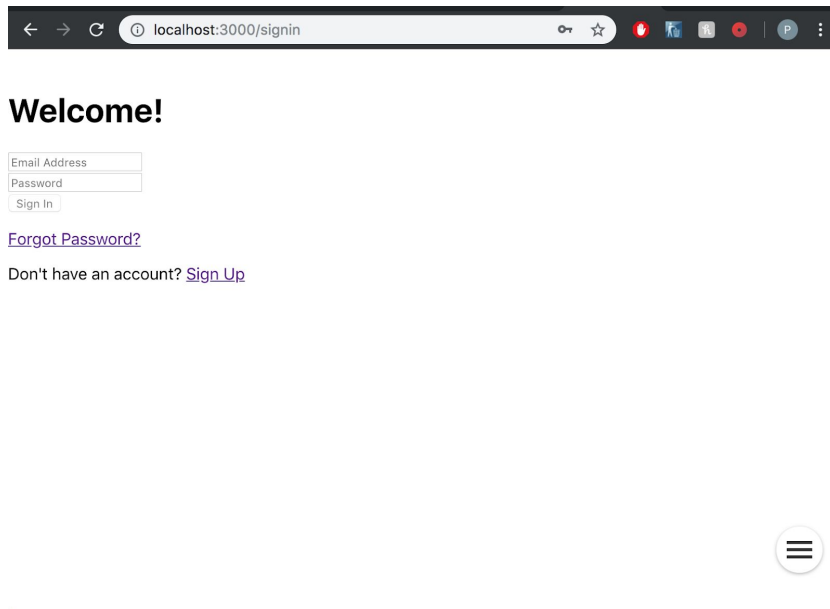 localhost:3000/signin
P
Welcome!
Email Address
Password
Sign In
Forgot Password?
Don't have an account? Sign Up